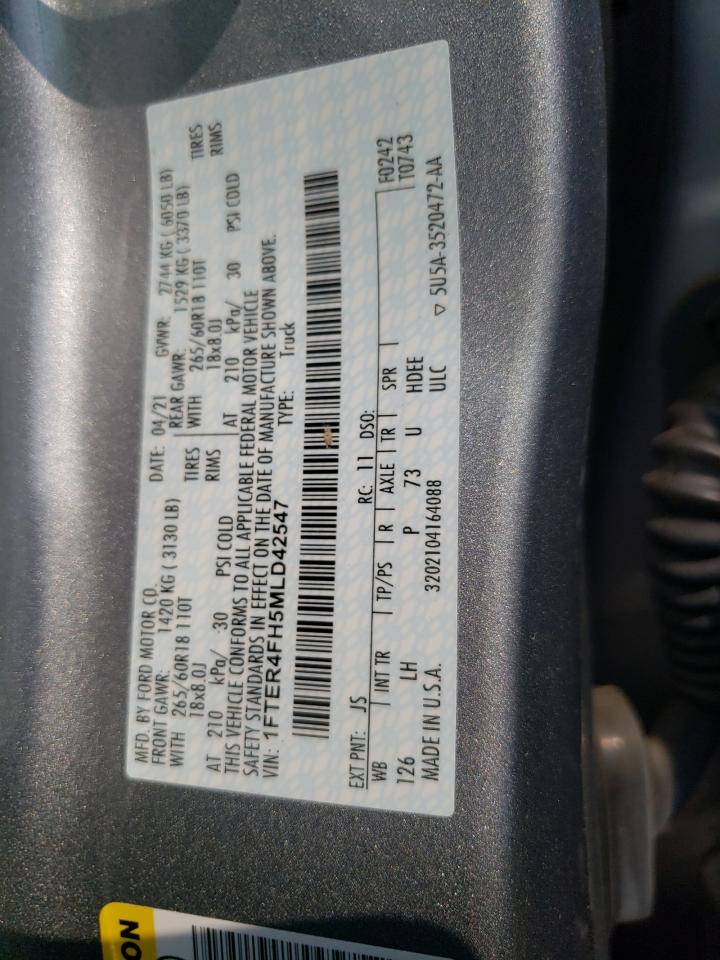 MFD. BY FORD MOTOR CO.
DATE: 04/21 GVWR: 2744 KG ( 6050 LB)
FRONT GAWR: 1420 KG ( 3130 LB) REAR GAWR: 1529 KG ( 3370 LB)
WITH 265/60R18 110T TIRES WITH 265/60R18 110T TIRES
18x8.0J RIMS 18x8.0J RIMS
AT 210 kPa/ 30 PSI COLD AT 210 kPa/ 30 PSI COLD
THIS VEHICLE CONFORMS TO ALL APPLICABLE FEDERAL MOTOR VEHICLE
SAFETY STANDARDS IN EFFECT ON THE DATE OF MANUFACTURE SHOWN ABOVE.
VIN: 1FTER4FH5MLD42547 TYPE: Truck
EXT PNT: JS RC: 11 DSO:
WB INT TR TP/PS R AXLE TR SPR F0242
126 LH P 73 U HDEE T0743
MADE IN U.S.A. 3202104164088 ULC
5U5A-3520472-AA
ON